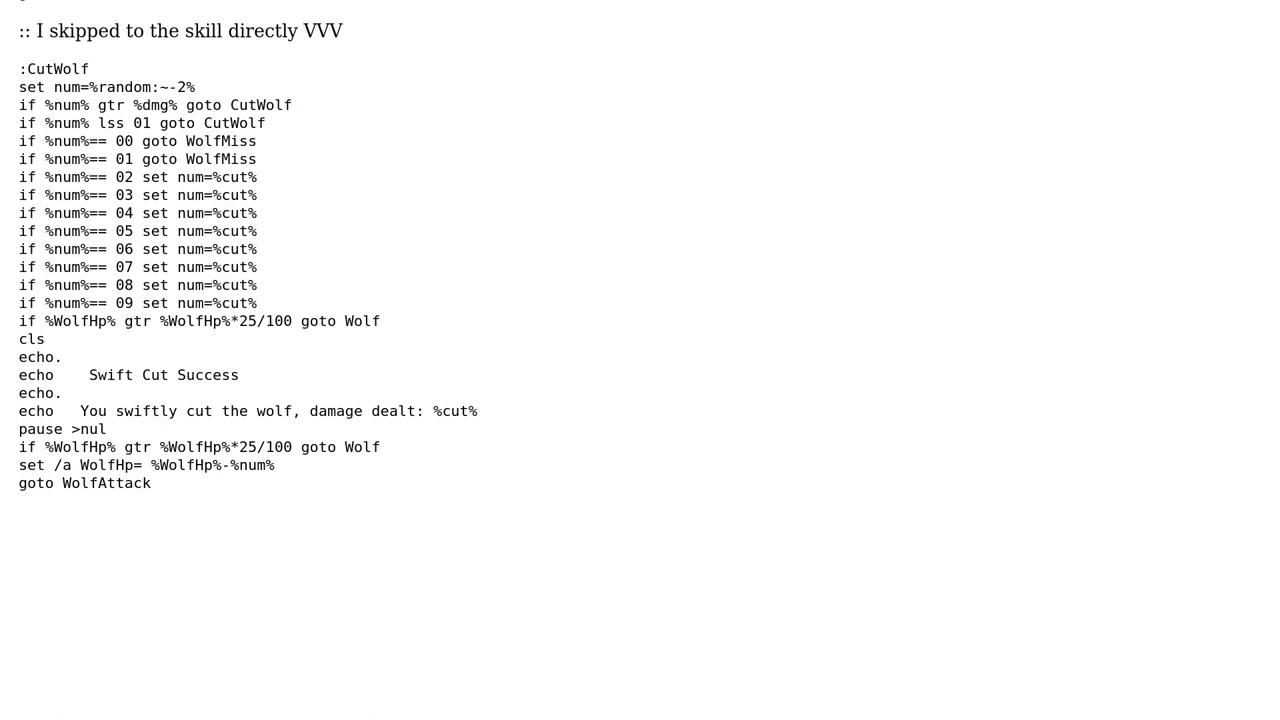 :: I skipped to the skill directly VVV
:CutWolf
set num=%random:~-2%
if %num% gtr %dmg% goto CutWolf
if %num% lss 01 goto CutWolf
if %num%== 00 goto WolfMiss
if %num%== 01 goto WolfMiss
if %num%== 02 set num=%cut%
if %num%== 03 set num=%cut%
if %num%== 04 set num=%cut%
if %num%== 05 set num=%cut%
if %num%== 06 set num=%cut%
if %num%== 07 set num=%cut%
if %num%== 08 set num=%cut%
if %num%== 09 set num=%cut%
if %WolfHp% gtr %WolfHp%*25/100 goto Wolf
cls
echo.
echo    Swift Cut Success
echo.
echo   You swiftly cut the wolf, damage dealt: %cut%
pause >nul
if %WolfHp% gtr %WolfHp%*25/100 goto Wolf
set /a WolfHp= %WolfHp%-%num%
goto WolfAttack